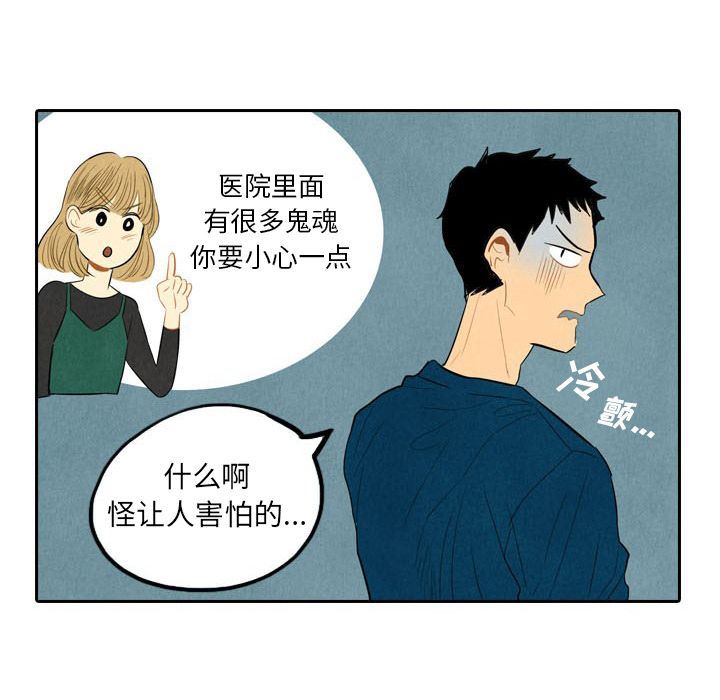 医院里面
有很多鬼魂
你要小心一点
冷
颤...
什么啊
怪让人害怕的...